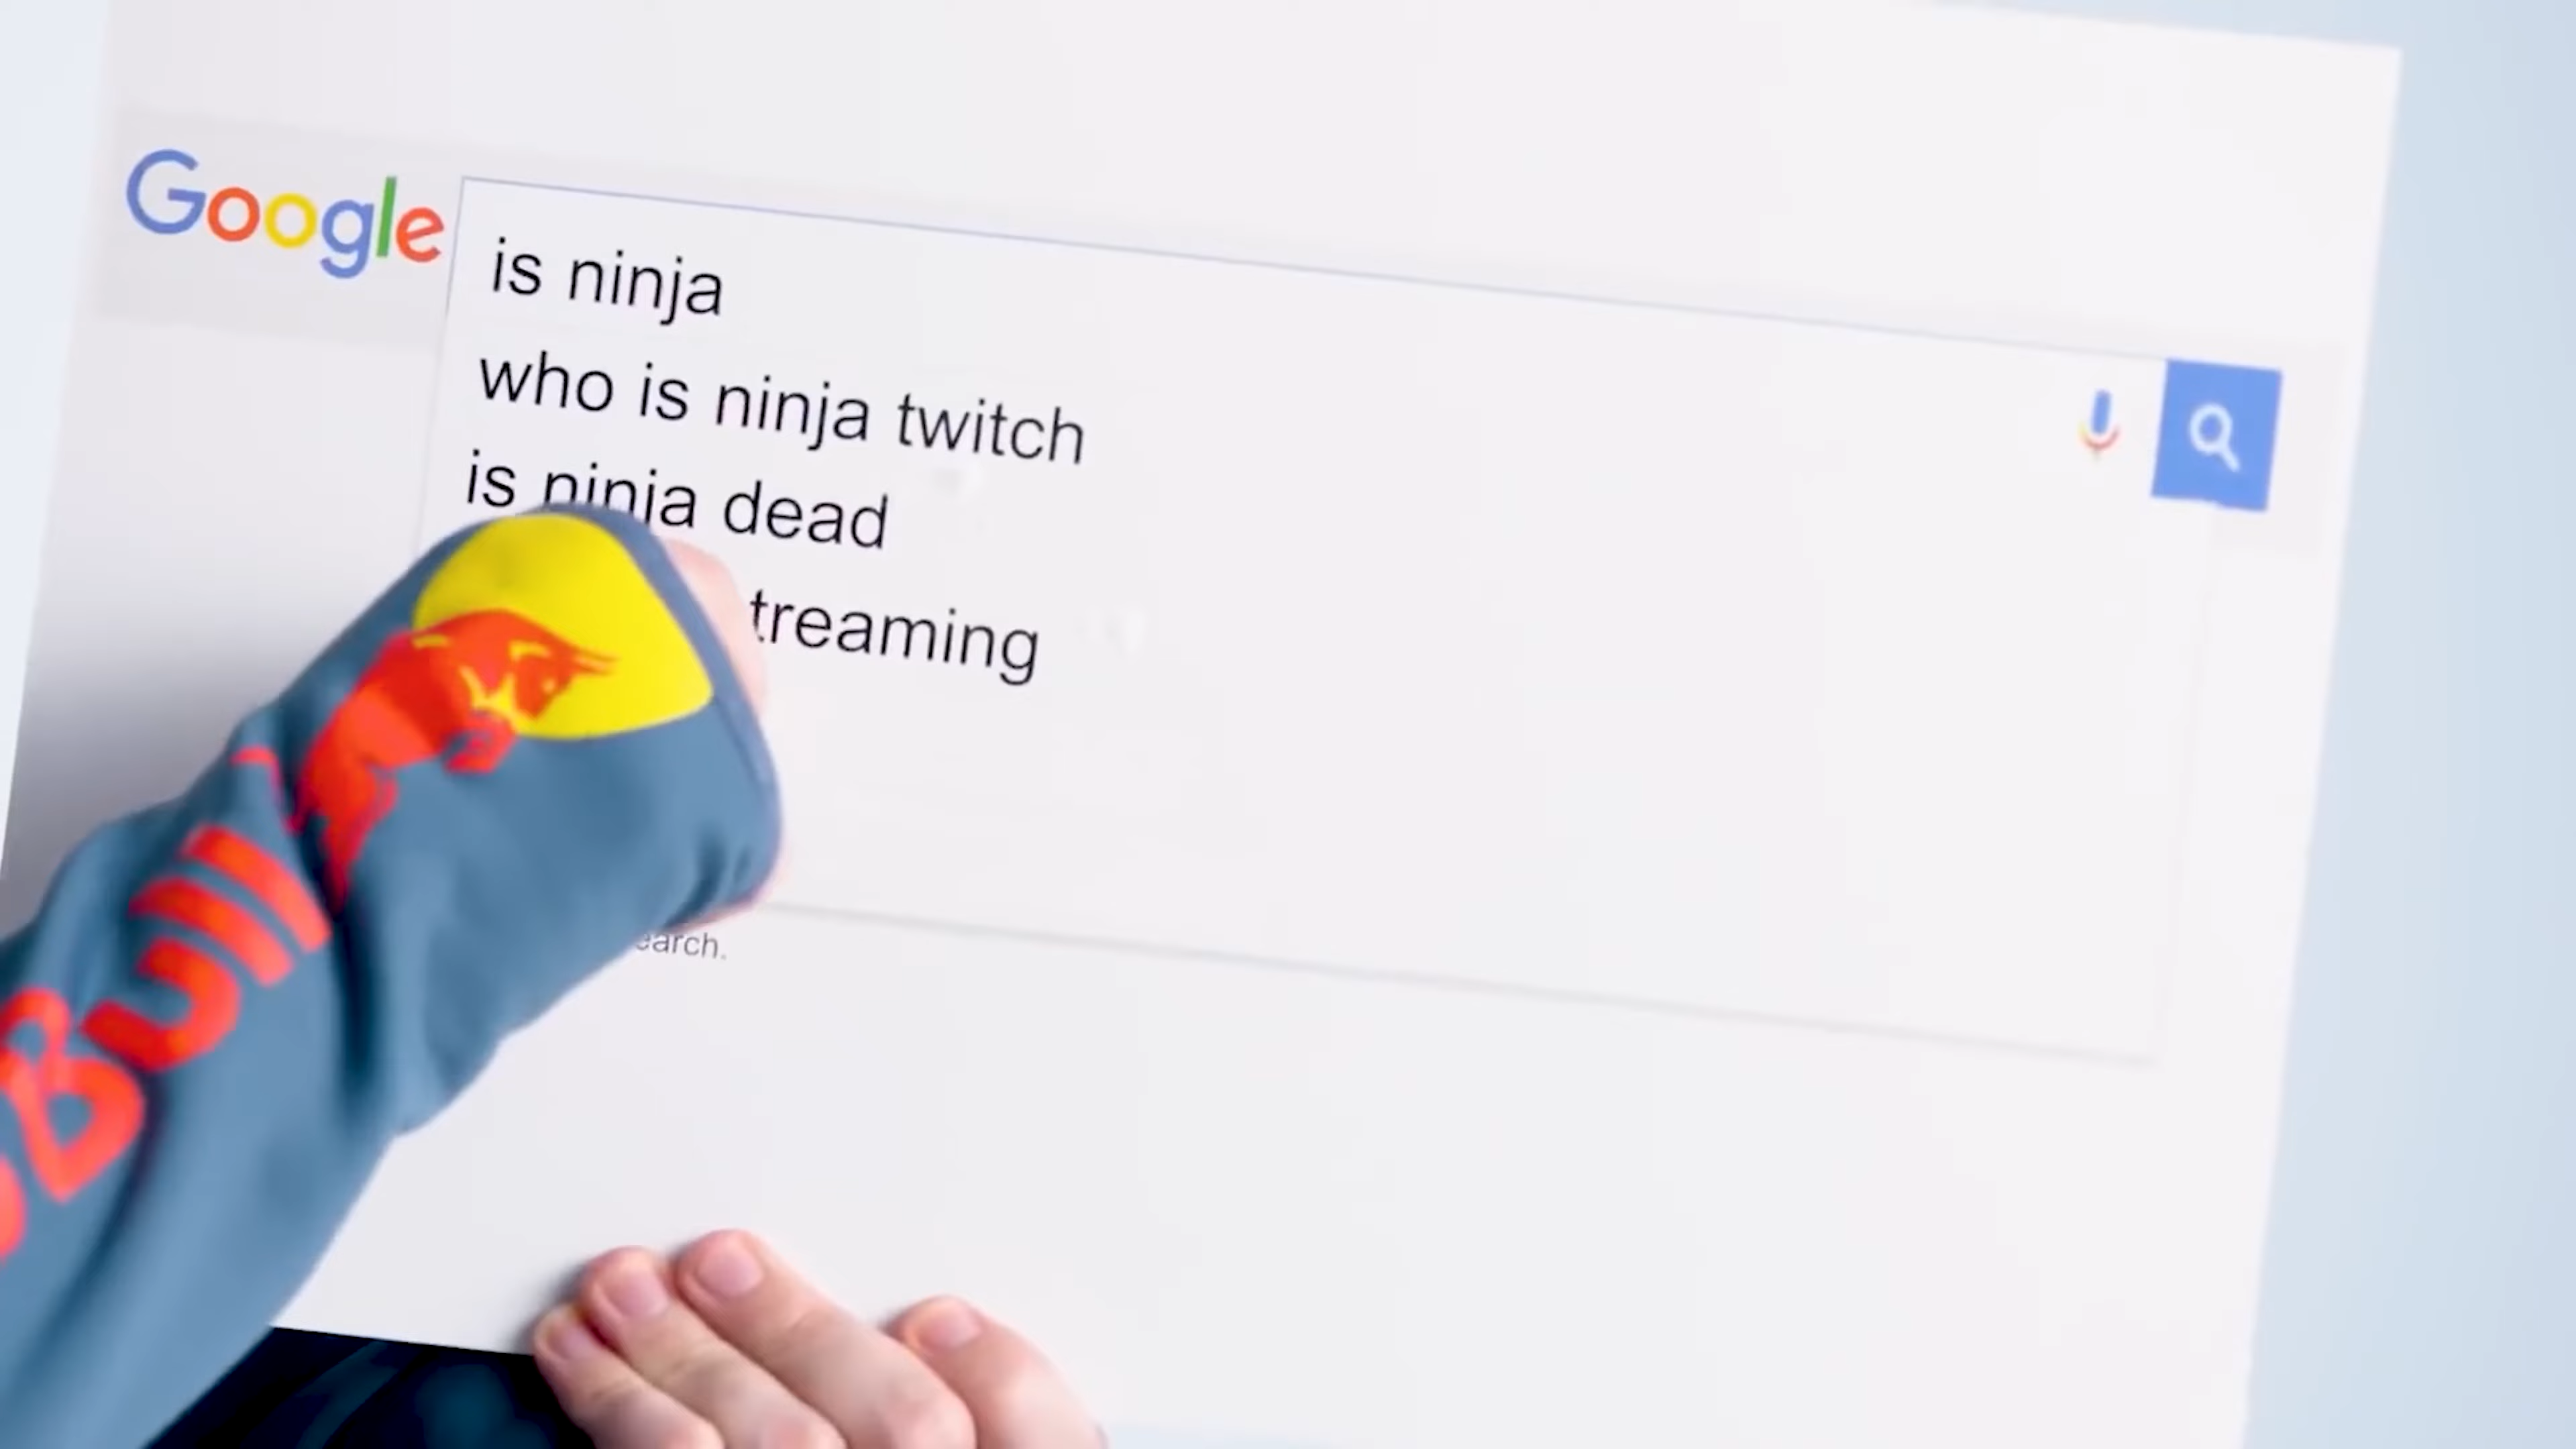 Google
is ninja
who is ninja twitch
is ninja dead
treaming
earch.
Bull